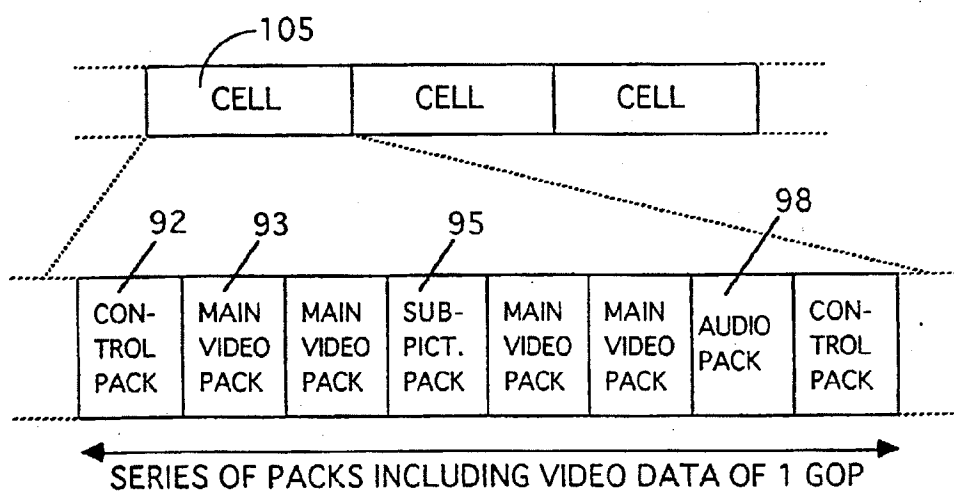 105
CELL CELL CELL
92 93 95 98
CON-
TROL
PACK
MAIN
VIDEO
PACK
MAIN
VIDEO
PACK
SUB-
PICT.
PACK
MAIN
VIDEO
PACK
MAIN
VIDEO
PACK
AUDIO
PACK
CON-
TROL
PACK
SERIES OF PACKS INCLUDING VIDEO DATA OF 1 GOP